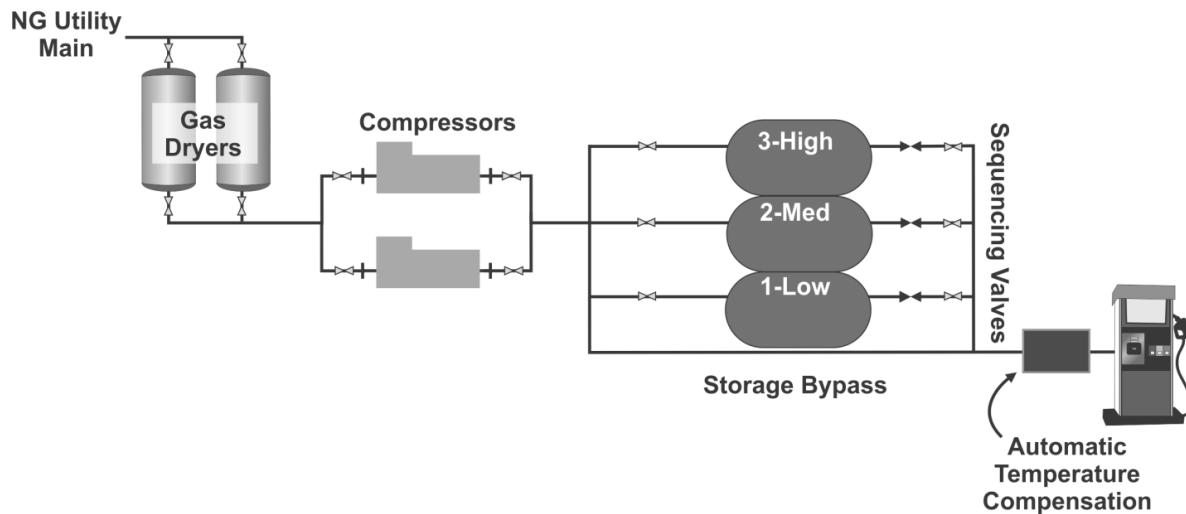 NG Utility
Main
Gas
Dryers
Compressors
3-High
2-Med
1-Low
Sequencing Valves
Storage Bypass
Automatic
Temperature
Compensation